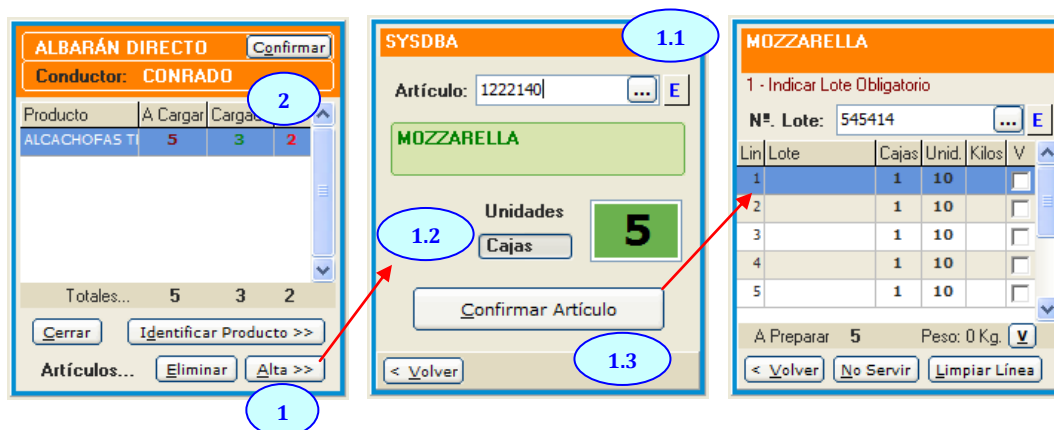 ALBARÁN DIRECTO Confirmar
Conductor: CONRADO
2
Producto A Cargar Cargad
ALCACHOFAS TI 5 3 2
Totales... 5 3 2
Cerrar Identificar Producto >>
Artículos... Eliminar Alta >>
1
SYSDBA
1.1
Artículo: 1222140 ... E
MOZZARELLA
Unidades
1.2
Cajas
5
Confirmar Artículo
1.3
< Volver
MOZZARELLA
1 - Indicar Lote Obligatorio
Nª. Lote: 545414 ... E
Lin Lote Cajas Unid. Kilos V
1 1 10
2 1 10
3 1 10
4 1 10
5 1 10
A Preparar 5 Peso: 0 Kg. V
< Volver No Servir Limpiar Línea